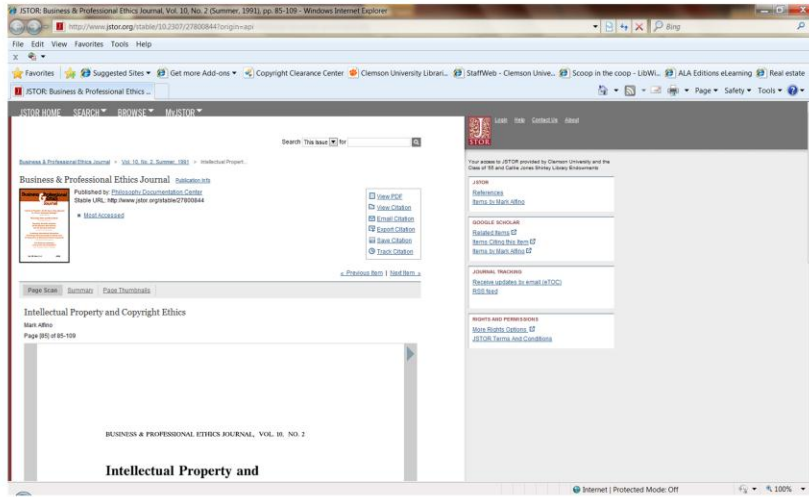 JSTOR: Business & Professional Ethics Journal, Vol. 10, No. 2 (Summer, 1991), pp. 85-109 - Windows Internet Explorer
http://www.jstor.org/stable/10.2307/27800844?origin=api
Bing
File Edit View Favorites Tools Help
x
Favorites Suggested Sites Get more Add-ons Copyright Clearance Center Clemson University Librari... StaffWeb - Clemson Unive... Scoop in the coop - LibWi... ALA Editions eLearning Real estate
JSTOR: Business & Professional Ethics ... Page Safety Tools
JSTOR HOME SEARCH BROWSE MyJSTOR
Login Help Contact Us About
JSTOR
Search This Issue for
Business & Professional Ethics Journal > Vol. 10, No. 2, Summer, 1991 > Intellectual Propert...
Business & Professional Ethics Journal Publication Info
Published by: Philosophy Documentation Center
Stable URL: http://www.jstor.org/stable/27800844
Most Accessed
View PDF
View Citation
Email Citation
Export Citation
Save Citation
Track Citation
« Previous Item | Next Item »
Page Scan Summary Page Thumbnails
Intellectual Property and Copyright Ethics
Mark Alfino
Page [85] of 85-109
BUSINESS & PROFESSIONAL ETHICS JOURNAL, VOL. 10, NO. 2
Intellectual Property and
Your access to JSTOR provided by Clemson University and the
Class of '55 and Callie Jones Shirley Library Endowments
JSTOR
References
Items by Mark Alfino
GOOGLE SCHOLAR
Related Items
Items Citing this Item
Items by Mark Alfino
JOURNAL TRACKING
Receive updates by email (eTOC)
RSS feed
RIGHTS AND PERMISSIONS
More Rights Options
JSTOR Terms And Conditions
Internet | Protected Mode: Off 100%